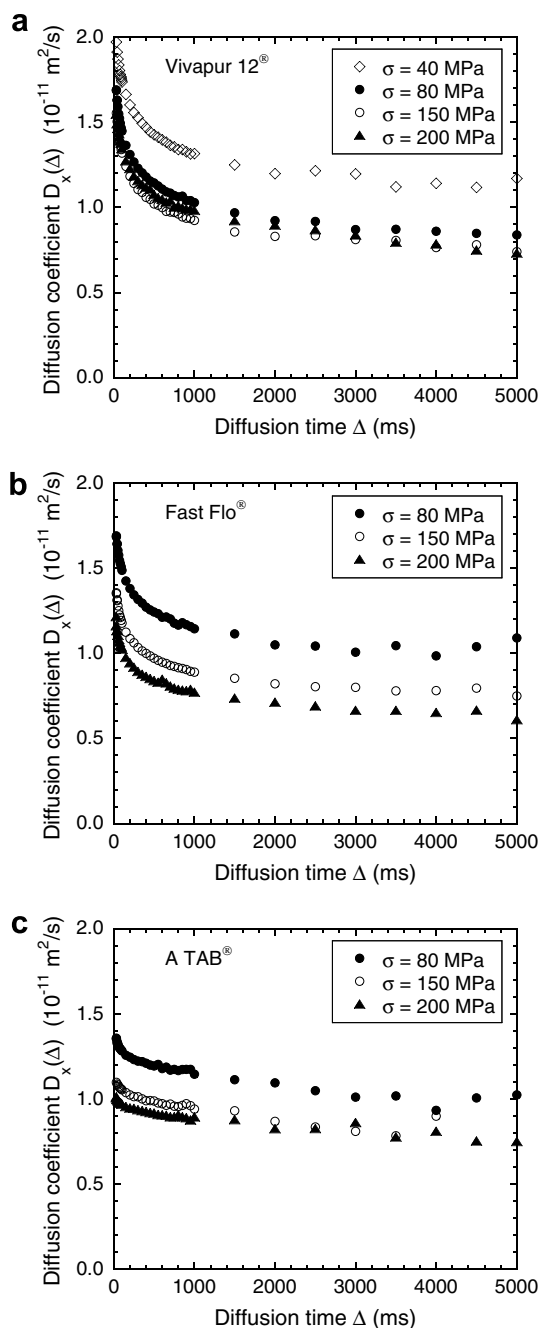 a
Vivapur 12®
σ = 40 MPa
σ = 80 MPa
σ = 150 MPa
σ = 200 MPa
Diffusion coefficient Dx(Δ) (10⁻¹¹ m²/s)
2.0
1.5
1.0
0.5
0.0
0 1000 2000 3000 4000 5000
Diffusion time Δ (ms)
b
Fast Flo®
σ = 80 MPa
σ = 150 MPa
σ = 200 MPa
Diffusion coefficient Dx(Δ) (10⁻¹¹ m²/s)
2.0
1.5
1.0
0.5
0.0
0 1000 2000 3000 4000 5000
Diffusion time Δ (ms)
c
A TAB®
σ = 80 MPa
σ = 150 MPa
σ = 200 MPa
Diffusion coefficient Dx(Δ) (10⁻¹¹ m²/s)
2.0
1.5
1.0
0.5
0.0
0 1000 2000 3000 4000 5000
Diffusion time Δ (ms)